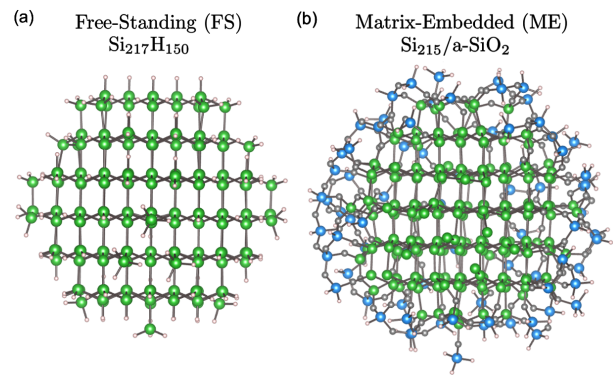 (a) Free-Standing (FS)
Si₂₁₇H₁₅₀
(b) Matrix-Embedded (ME)
Si₂₁₅/a-SiO₂